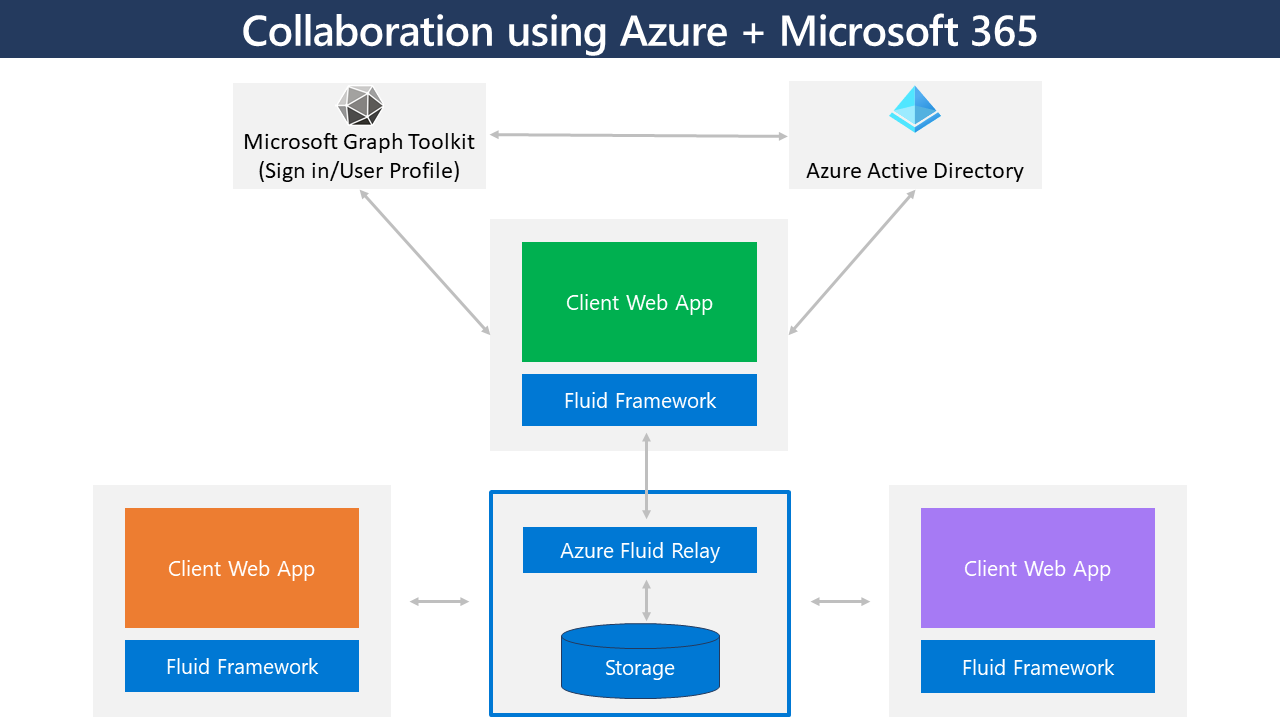 Collaboration using Azure + Microsoft 365
Microsoft Graph Toolkit
(Sign in/User Profile)
Azure Active Directory
Client Web App
Fluid Framework
Client Web App
Fluid Framework
Azure Fluid Relay
Storage
Client Web App
Fluid Framework